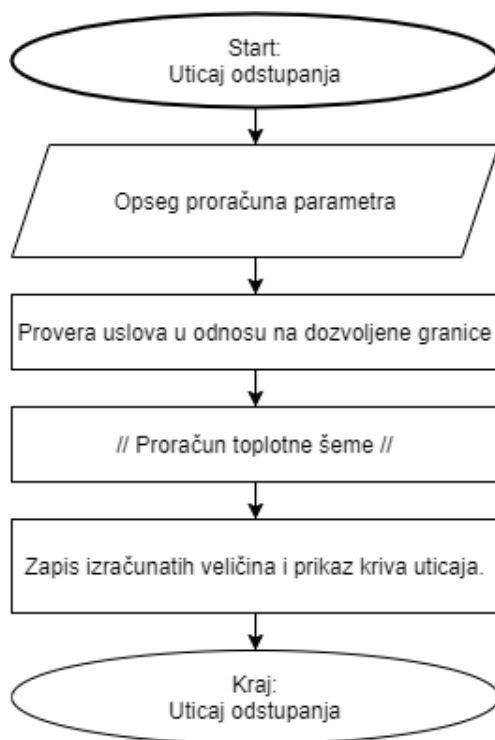 Start:
Uticaj odstupanja
Opseg proračuna parametra
Provera uslova u odnosu na dozvoljene granice
// Proračun toplotne šeme //
Zapis izračunatih veličina i prikaz kriva uticaja.
Kraj:
Uticaj odstupanja